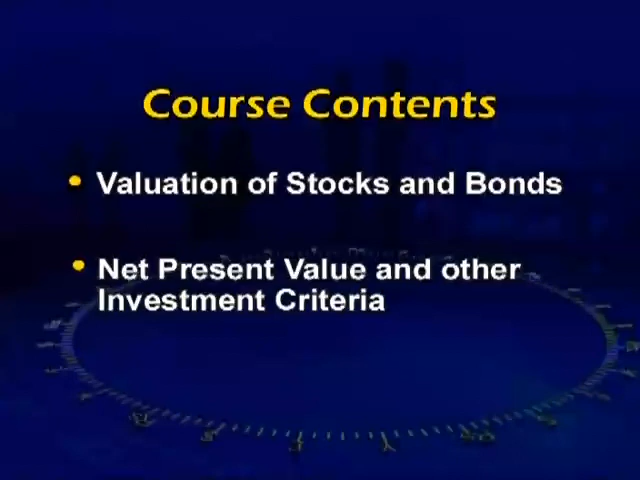 Course Contents
• Valuation of Stocks and Bonds
• Net Present Value and other
Investment Criteria